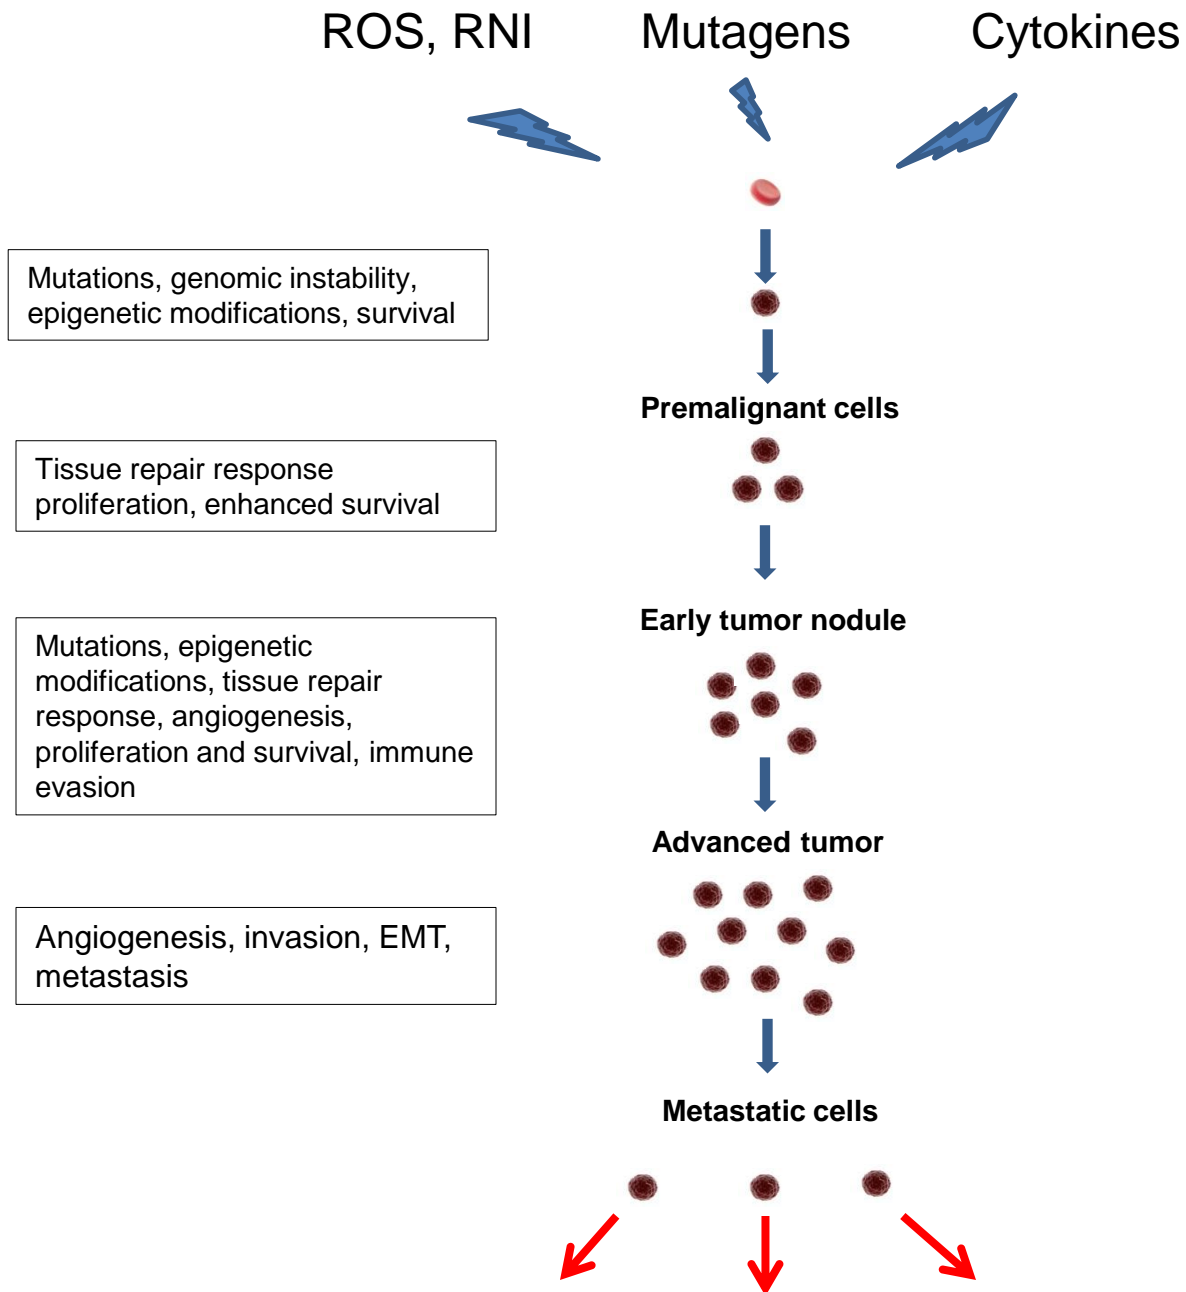 ROS, RNI Mutagens Cytokines
Mutations, genomic instability,
epigenetic modifications, survival
Premalignant cells
Tissue repair response
proliferation, enhanced survival
Early tumor nodule
Mutations, epigenetic
modifications, tissue repair
response, angiogenesis,
proliferation and survival, immune
evasion
Advanced tumor
Angiogenesis, invasion, EMT,
metastasis
Metastatic cells